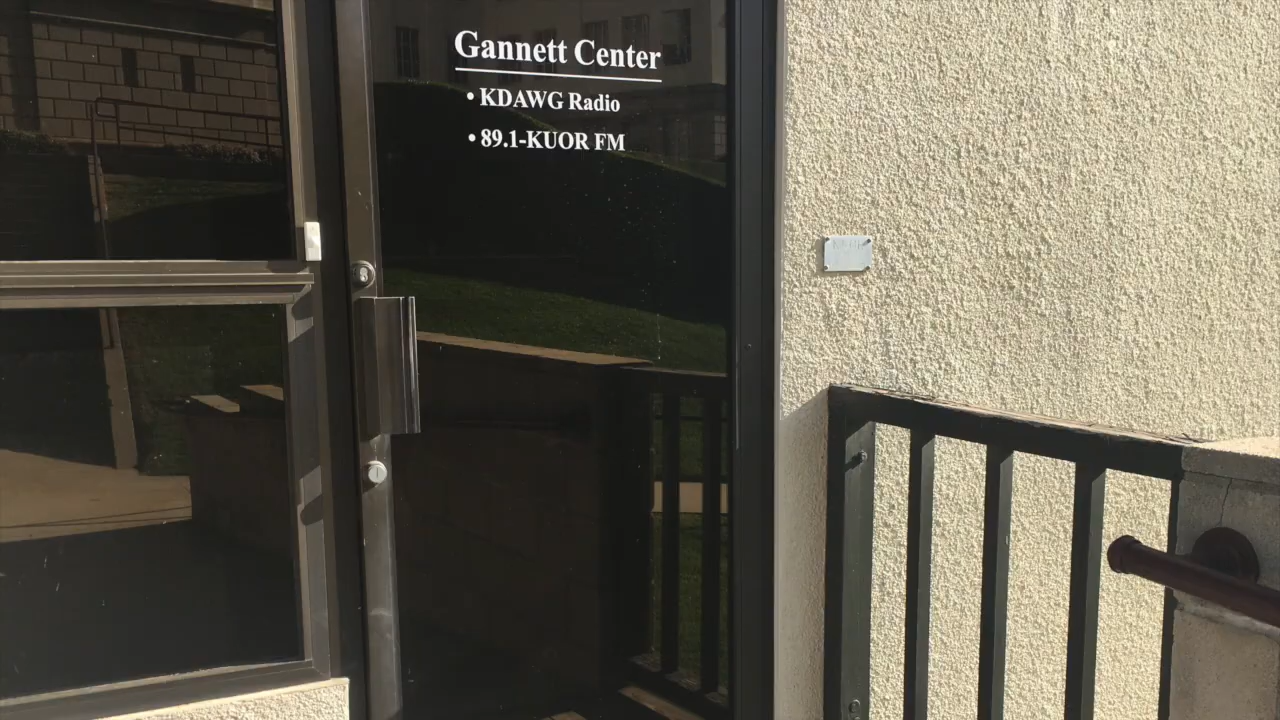 Gannett Center
• KDAWG Radio
• 89.1-KUOR FM